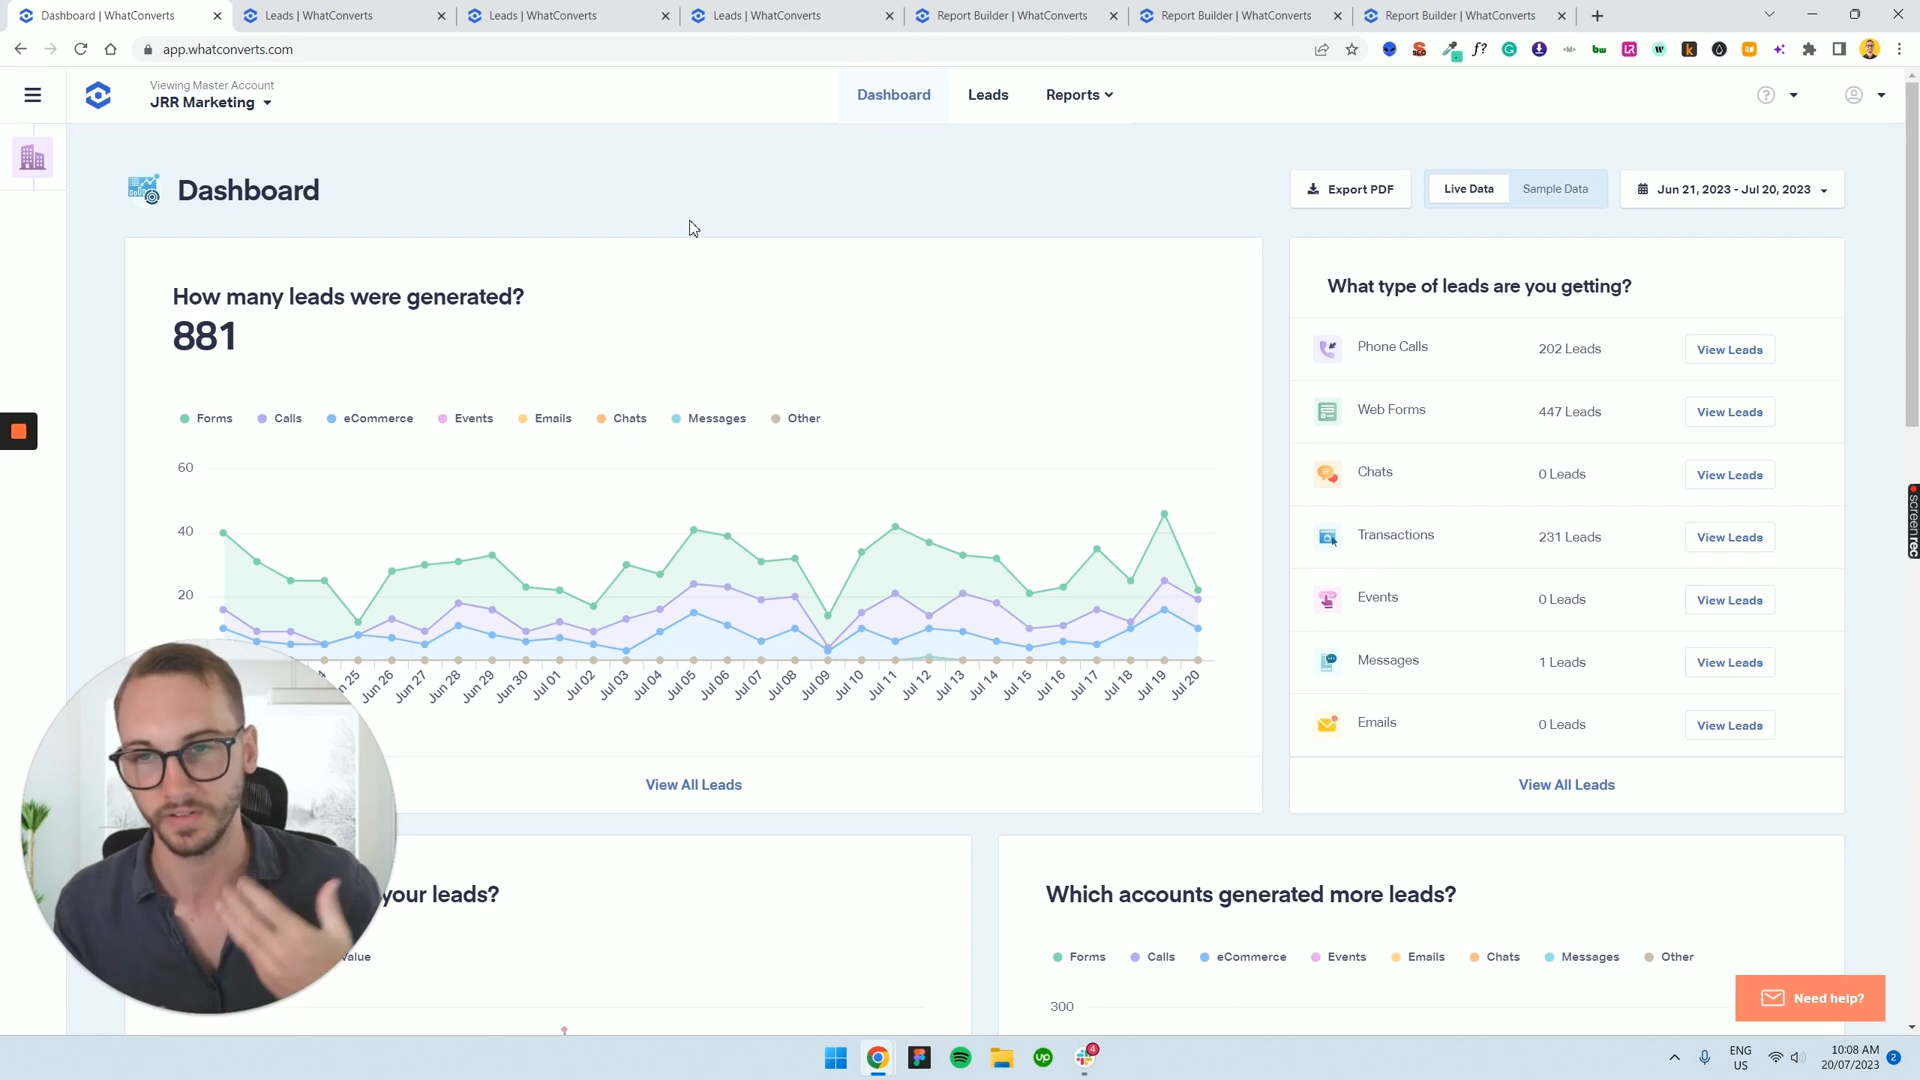 Dashboard | WhatConverts
Leads | WhatConverts
Leads | WhatConverts
Leads | WhatConverts
Report Builder | WhatConverts
Report Builder | WhatConverts
Report Builder | WhatConverts
app.whatconverts.com
Viewing Master Account
JRR Marketing
Dashboard
Leads
Reports
Dashboard
Export PDF
Live Data
Sample Data
Jun 21, 2023 - Jul 20, 2023
How many leads were generated?
881
Forms
Calls
eCommerce
Events
Emails
Chats
Messages
Other
60
40
20
Jun 26
Jun 27
Jun 28
Jun 29
Jun 30
Jul 01
Jul 02
Jul 03
Jul 04
Jul 05
Jul 06
Jul 07
Jul 08
Jul 09
Jul 10
Jul 11
Jul 12
Jul 13
Jul 14
Jul 15
Jul 16
Jul 17
Jul 18
Jul 19
Jul 20
View All Leads
What type of leads are you getting?
Phone Calls 202 Leads View Leads
Web Forms 447 Leads View Leads
Chats 0 Leads View Leads
Transactions 231 Leads View Leads
Events 0 Leads View Leads
Messages 1 Leads View Leads
Emails 0 Leads View Leads
View All Leads
your leads?
Which accounts generated more leads?
Forms
Calls
eCommerce
Events
Emails
Chats
Messages
Other
300
Need help?
screenrec
ENG
US
10:08 AM
20/07/2023
2
4